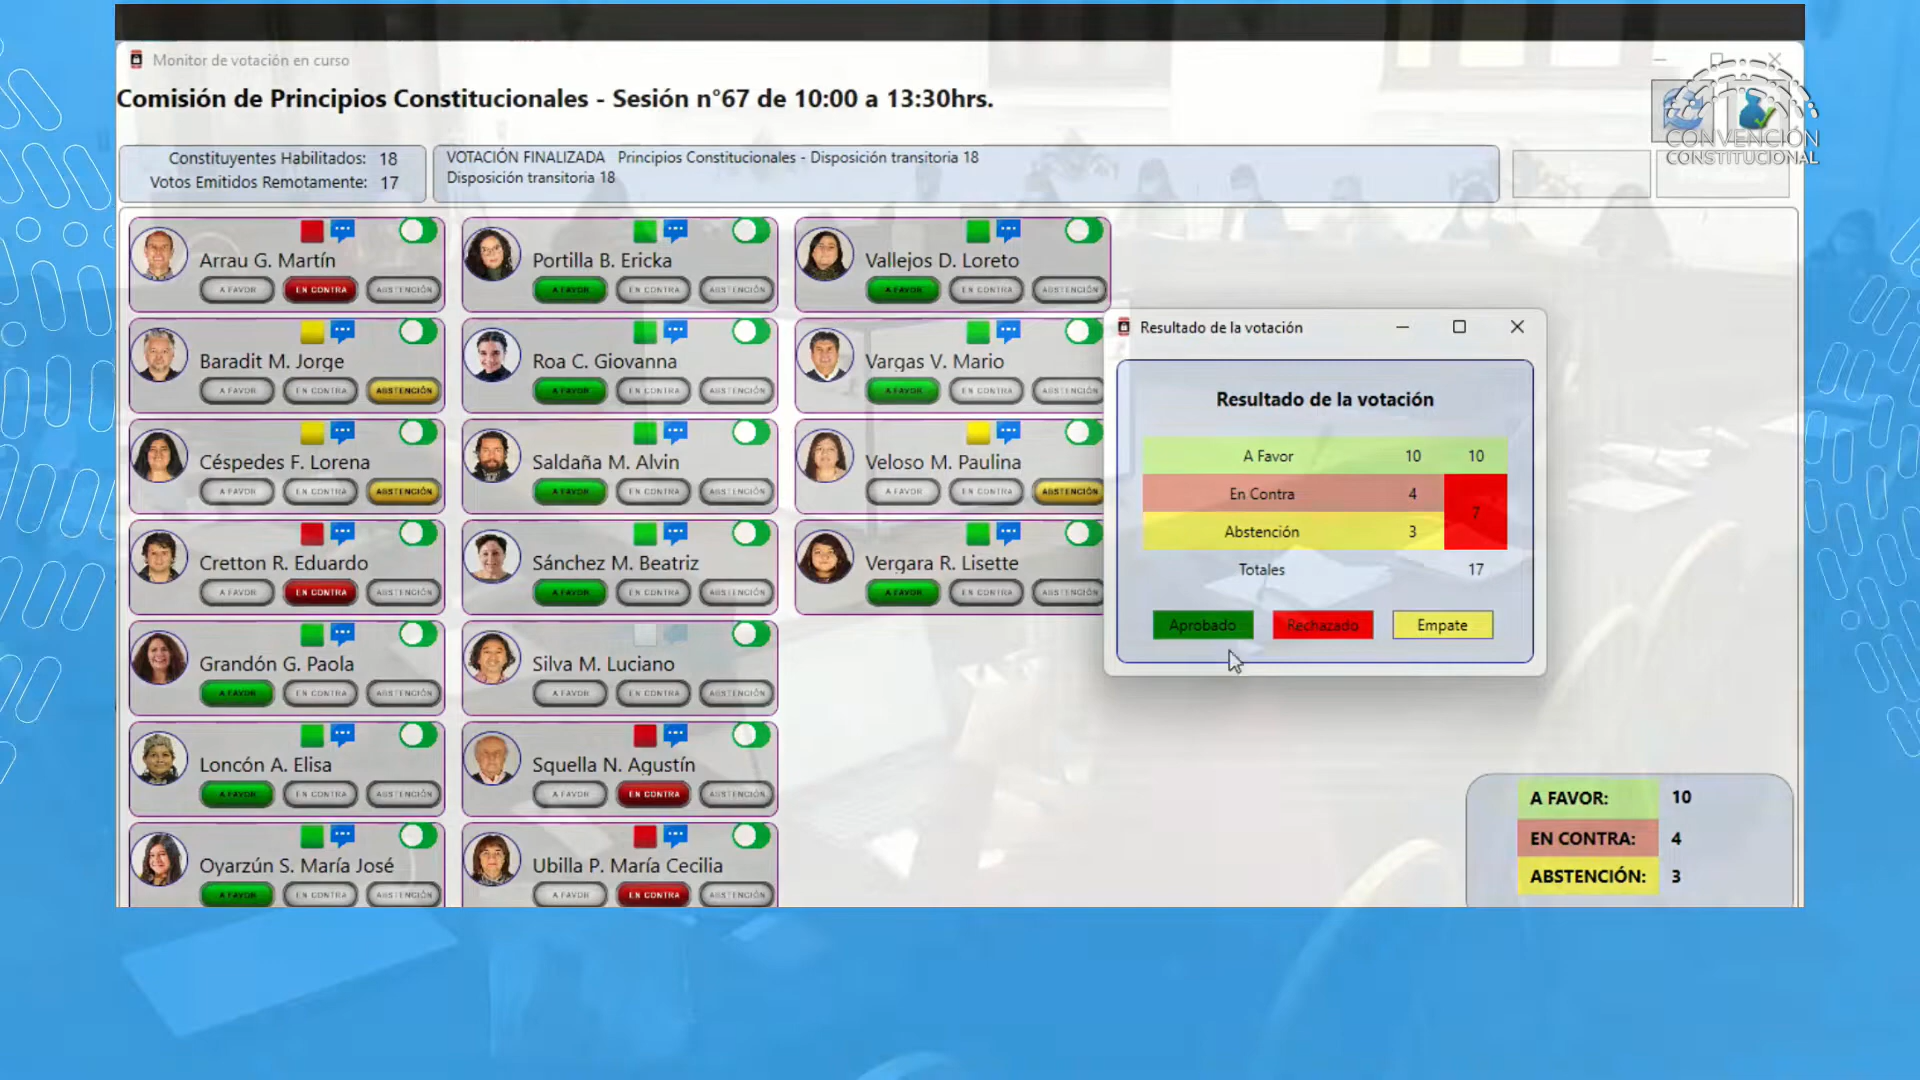 Monitor de votación en curso
Comisión de Principios Constitucionales - Sesión n°67 de 10:00 a 13:30hrs.
CONVENCIÓN
CONSTITUCIONAL
Constituyentes Habilitados: 18
Votos Emitidos Remotamente: 17
VOTACIÓN FINALIZADA Principios Constitucionales - Disposición transitoria 18
Disposición transitoria 18
Arrau G. Martín
A FAVOR EN CONTRA ABSTENCIÓN
Baradit M. Jorge
A FAVOR EN CONTRA ABSTENCIÓN
Céspedes F. Lorena
A FAVOR EN CONTRA ABSTENCIÓN
Cretton R. Eduardo
A FAVOR EN CONTRA ABSTENCIÓN
Grandón G. Paola
A FAVOR EN CONTRA ABSTENCIÓN
Loncón A. Elisa
A FAVOR EN CONTRA ABSTENCIÓN
Oyarzún S. María José
A FAVOR EN CONTRA ABSTENCIÓN
Portilla B. Ericka
A FAVOR EN CONTRA ABSTENCIÓN
Roa C. Giovanna
A FAVOR EN CONTRA ABSTENCIÓN
Saldaña M. Alvin
A FAVOR EN CONTRA ABSTENCIÓN
Sánchez M. Beatriz
A FAVOR EN CONTRA ABSTENCIÓN
Silva M. Luciano
A FAVOR EN CONTRA ABSTENCIÓN
Squella N. Agustín
A FAVOR EN CONTRA ABSTENCIÓN
Ubilla P. María Cecilia
A FAVOR EN CONTRA ABSTENCIÓN
Vallejos D. Loreto
A FAVOR EN CONTRA ABSTENCIÓN
Vargas V. Mario
A FAVOR EN CONTRA ABSTENCIÓN
Veloso M. Paulina
A FAVOR EN CONTRA ABSTENCIÓN
Vergara R. Lisette
A FAVOR EN CONTRA ABSTENCIÓN
Resultado de la votación
Resultado de la votación
A Favor 10 10
En Contra 4
7
Abstención 3
Totales 17
Aprobado Rechazado Empate
A FAVOR: 10
EN CONTRA: 4
ABSTENCIÓN: 3